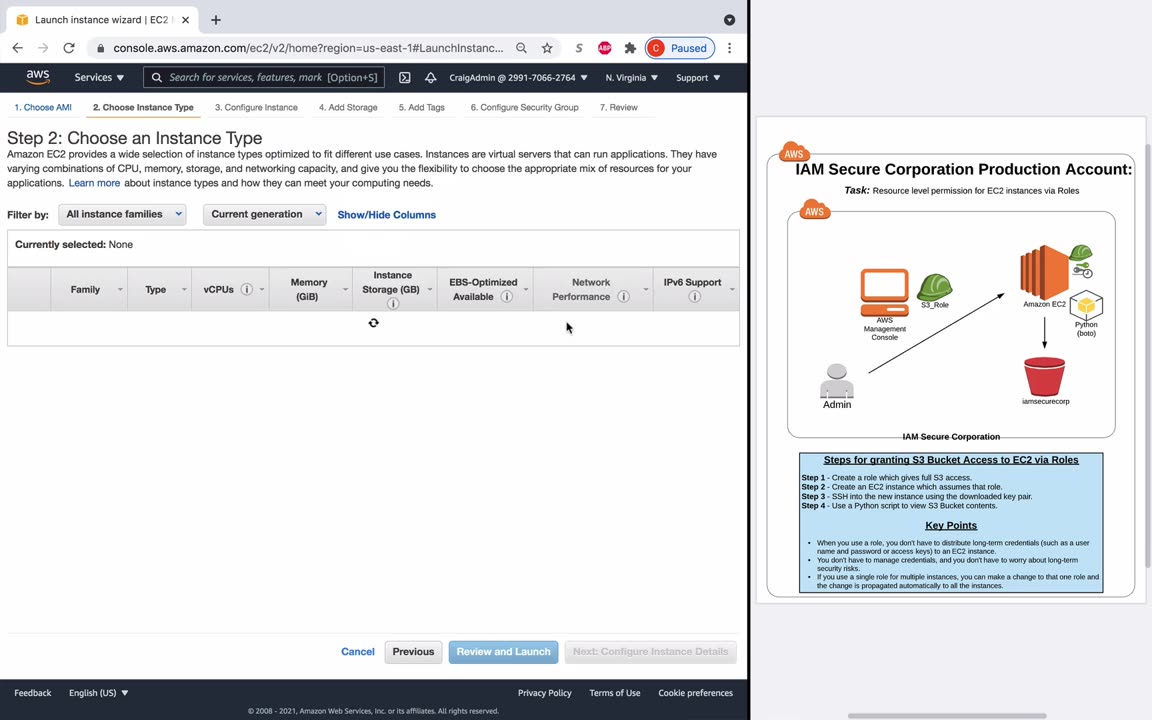 Launch instance wizard | EC2
console.aws.amazon.com/ec2/v2/home?region=us-east-1#LaunchInstanc...
S
ABP
C Paused
aws
Services
Search for services, features, mark [Option+S]
CraigAdmin @ 2991-7066-2764
N. Virginia
Support
1. Choose AMI
2. Choose Instance Type
3. Configure Instance
4. Add Storage
5. Add Tags
6. Configure Security Group
7. Review
Step 2: Choose an Instance Type
Amazon EC2 provides a wide selection of instance types optimized to fit different use cases. Instances are virtual servers that can run applications. They have
varying combinations of CPU, memory, storage, and networking capacity, and give you the flexibility to choose the appropriate mix of resources for your
applications. Learn more about instance types and how they can meet your computing needs.
Filter by:
All instance families
Current generation
Show/Hide Columns
Currently selected: None
Family
Type
vCPUs
Memory
(GiB)
Instance
Storage (GB)
EBS-Optimized
Available
Network
Performance
IPv6 Support
Cancel
Previous
Review and Launch
Next: Configure Instance Details
Feedback
English (US)
Privacy Policy
Terms of Use
Cookie preferences
© 2008 - 2021, Amazon Web Services, Inc. or its affiliates. All rights reserved.
AWS
IAM Secure Corporation Production Account:
Task: Resource level permission for EC2 instances via Roles
AWS
S3_Role
AWS
Management
Console
Amazon EC2
Python
(boto)
Admin
iamsecurecorp
IAM Secure Corporation
Steps for granting S3 Bucket Access to EC2 via Roles
Step 1 - Create a role which gives full S3 access.
Step 2 - Create an EC2 instance which assumes that role.
Step 3 - SSH into the new instance using the downloaded key pair.
Step 4 - Use a Python script to view S3 Bucket contents.
Key Points
• When you use a role, you don't have to distribute long-term credentials (such as a user
name and password or access keys) to an EC2 instance.
• You don't have to manage credentials, and you don't have to worry about long-term
security risks.
• If you use a single role for multiple instances, you can make a change to that one role and
the change is propagated automatically to all the instances.